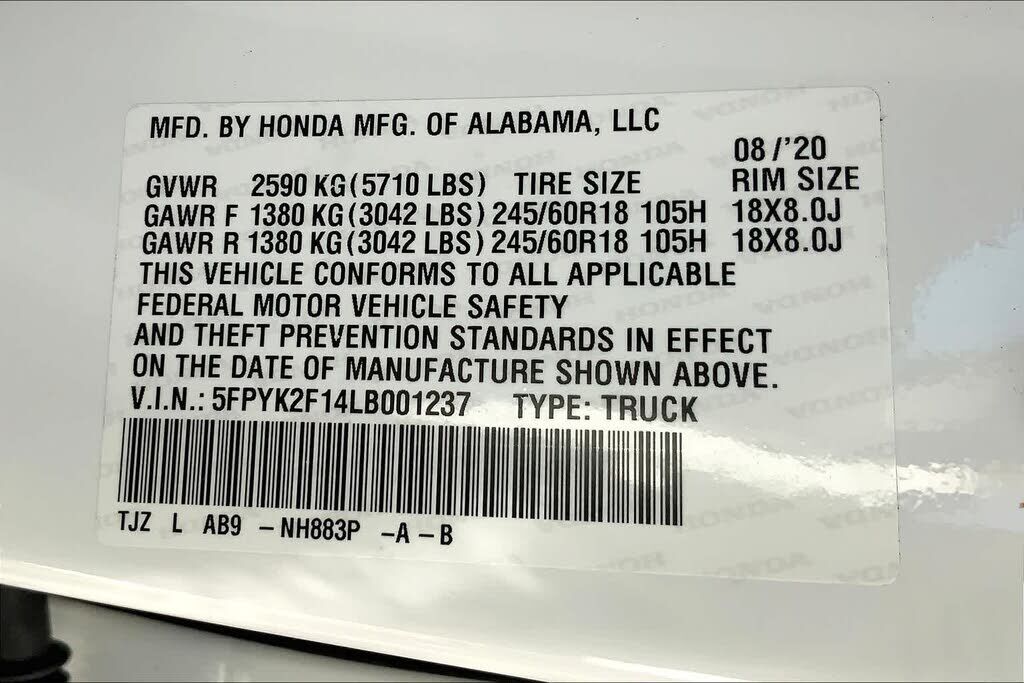 MFD. BY HONDA MFG. OF ALABAMA, LLC
08/'20
GVWR 2590 KG(5710 LBS) TIRE SIZE RIM SIZE
GAWR F 1380 KG(3042 LBS) 245/60R18 105H 18X8.0J
GAWR R 1380 KG(3042 LBS) 245/60R18 105H 18X8.0J
THIS VEHICLE CONFORMS TO ALL APPLICABLE
FEDERAL MOTOR VEHICLE SAFETY
AND THEFT PREVENTION STANDARDS IN EFFECT
ON THE DATE OF MANUFACTURE SHOWN ABOVE.
V.I.N.: 5FPYK2F14LB001237 TYPE: TRUCK
TJZ L AB9 -NH883P -A -B